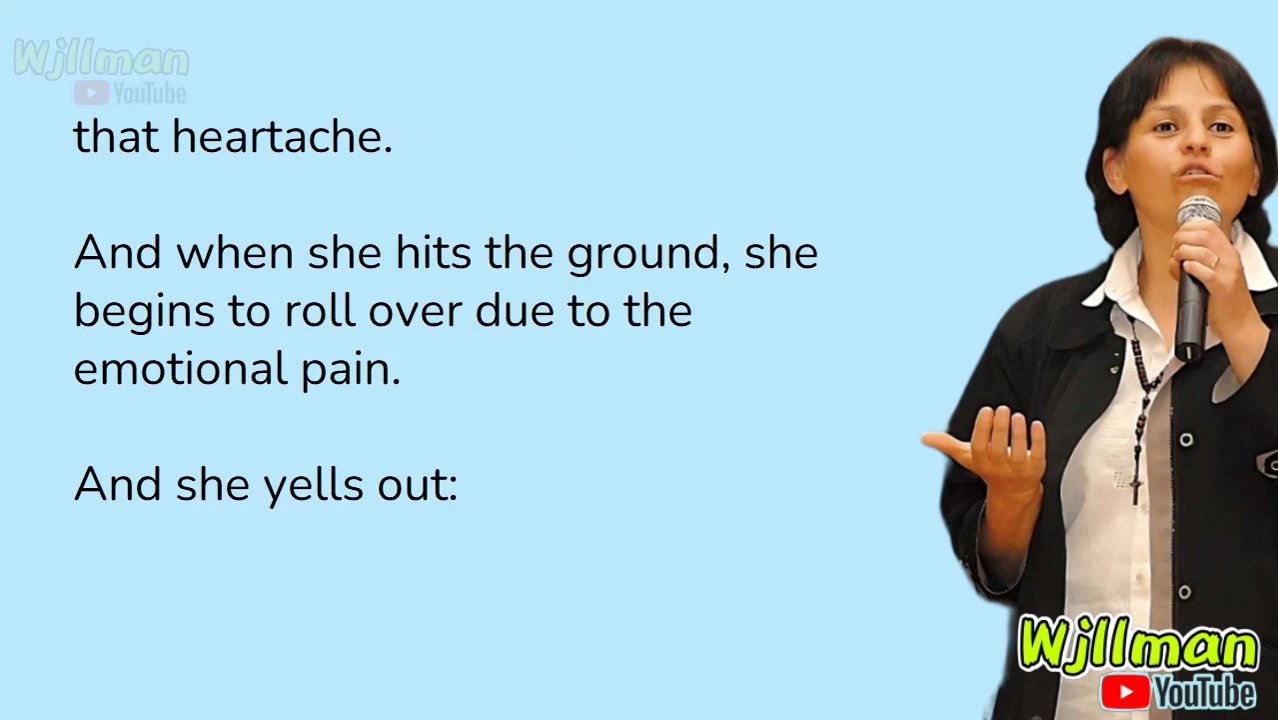 Wjllman
YouTube
that heartache.
And when she hits the ground, she
begins to roll over due to the
emotional pain.
And she yells out:
Wjllman
YouTube